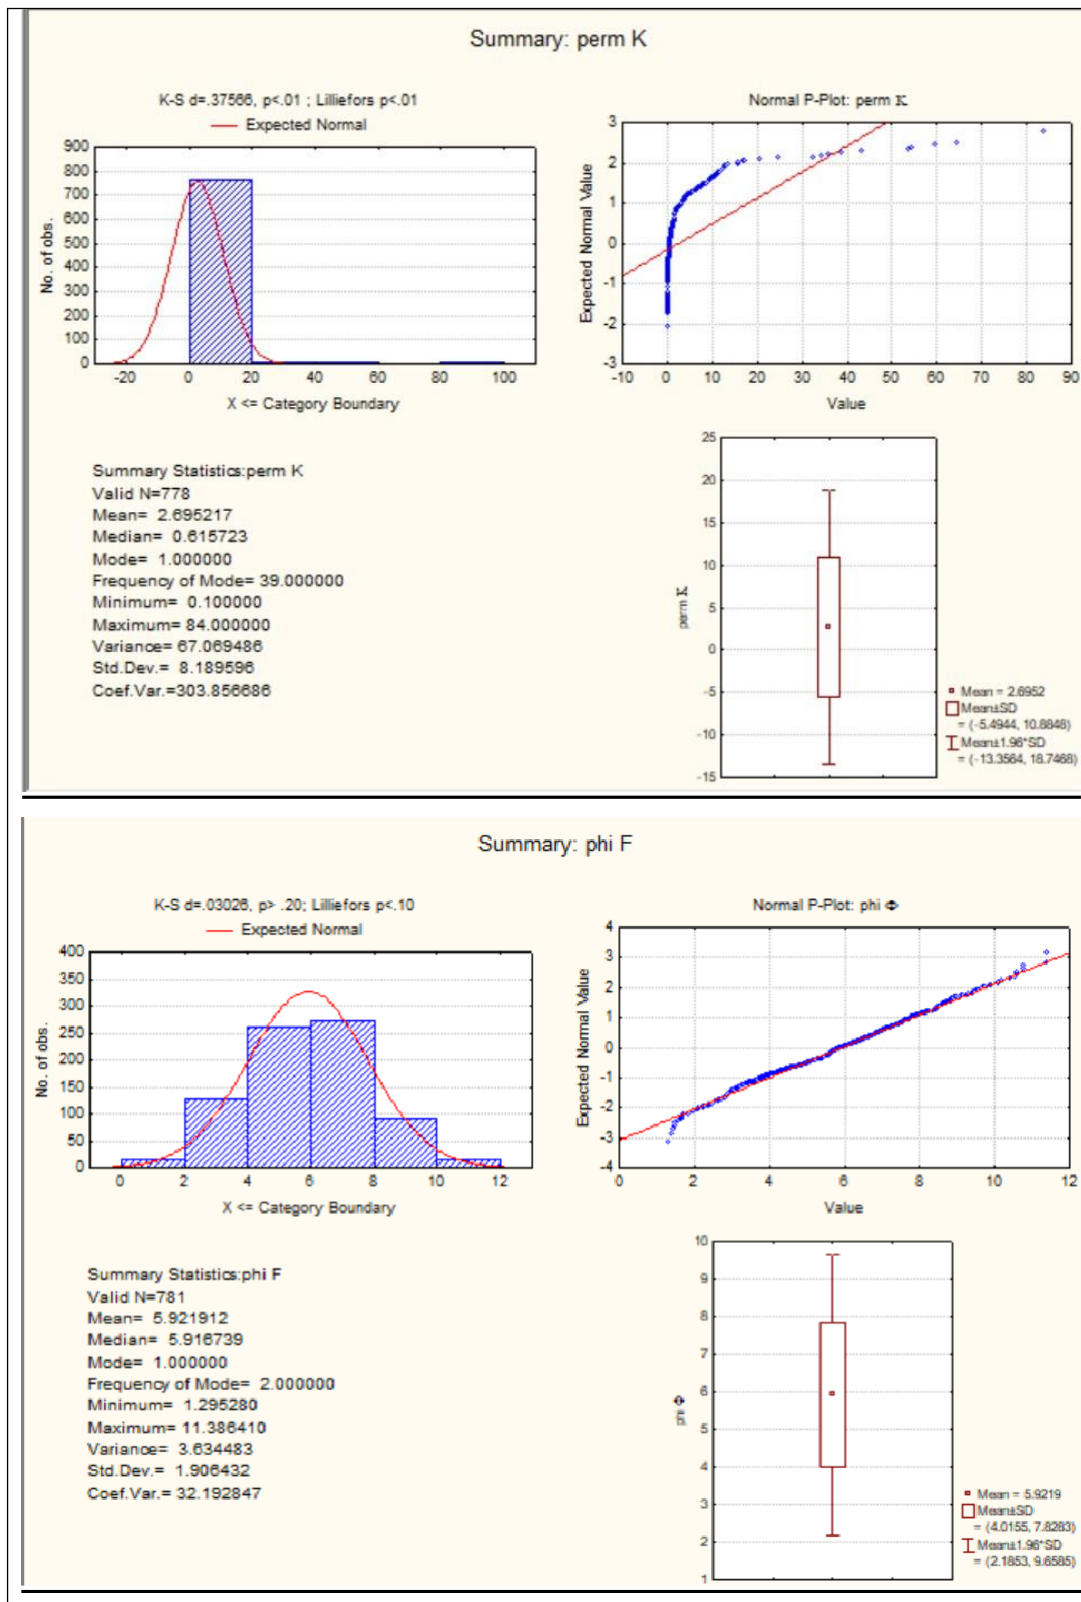 Summary: perm K
K-S d=.37566, p<.01 ; Lilliefors p<.01
Expected Normal
900
800
700
600
500
400
300
200
100
0
No. of obs.
-20 0 20 40 60 80 100
X <= Category Boundary
Normal P-Plot: perm K
3
2
1
0
-1
-2
-3
Expected Normal Value
-10 0 10 20 30 40 50 60 70 80 90
Value
Summary Statistics:perm K
Valid N=778
Mean= 2.695217
Median= 0.615723
Mode= 1.000000
Frequency of Mode= 39.000000
Minimum= 0.100000
Maximum= 84.000000
Variance= 67.069486
Std.Dev.= 8.189596
Coef.Var.=303.856686
25
20
15
10
5
0
-5
-10
-15
perm K
Mean = 2.6952
Mean±SD
= (-5.4944, 10.8848)
Mean±1.96*SD
= (-13.3564, 18.7468)
Summary: phi F
K-S d=.03026, p> .20; Lilliefors p<.10
Expected Normal
400
350
300
250
200
150
100
50
0
No. of obs.
0 2 4 6 8 10 12
X <= Category Boundary
Normal P-Plot: phi Φ
4
3
2
1
0
-1
-2
-3
-4
Expected Normal Value
0 2 4 6 8 10 12
Value
Summary Statistics:phi F
Valid N=781
Mean= 5.921912
Median= 5.916739
Mode= 1.000000
Frequency of Mode= 2.000000
Minimum= 1.295280
Maximum= 11.386410
Variance= 3.634483
Std.Dev.= 1.906432
Coef.Var.= 32.192847
10
9
8
7
6
5
4
3
2
1
phi Φ
Mean = 5.9219
Mean±SD
= (4.0155, 7.8283)
Mean±1.96*SD
= (2.1853, 9.6585)